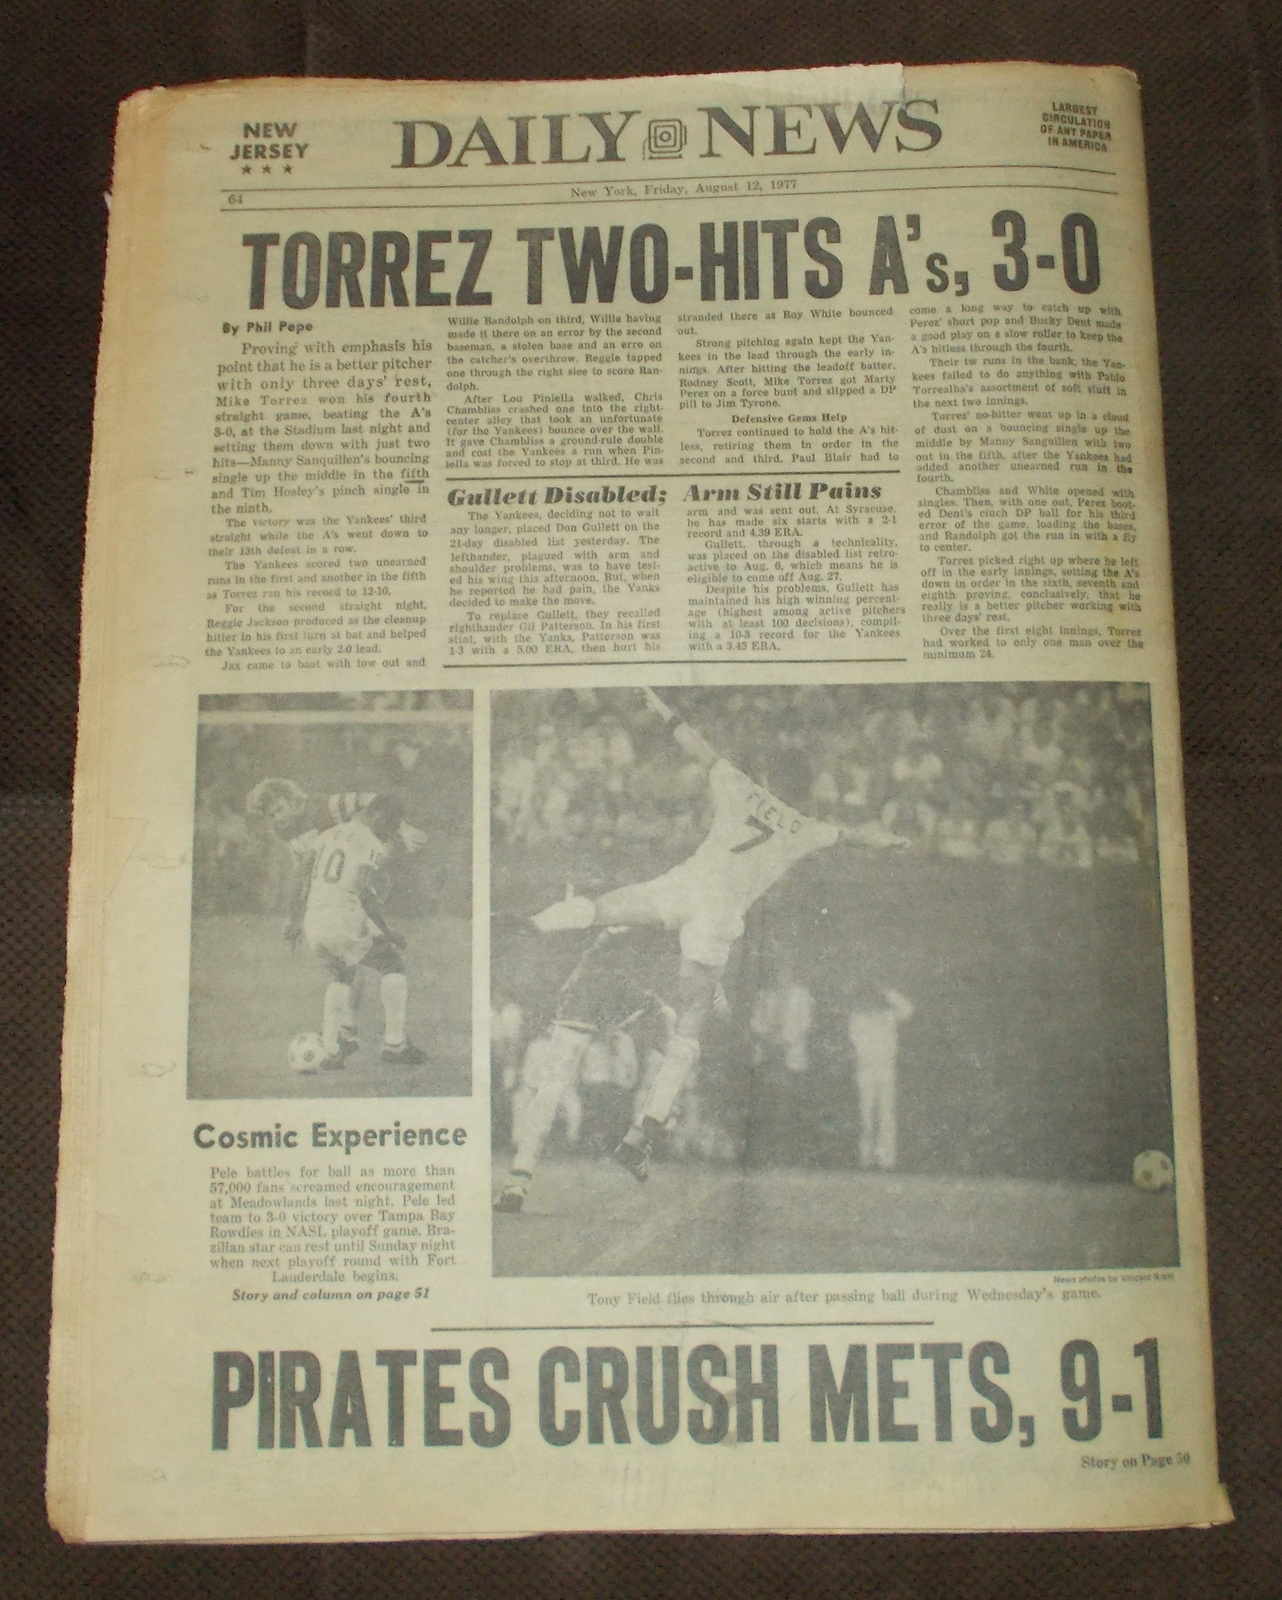 NEW
JERSEY
★ ★ ★
DAILY NEWS
LARGEST
CIRCULATION
OF ANY PAPER
IN AMERICA
64
New York, Friday, August 12, 1977
TORREZ TWO-HITS A's, 3-0
By Phil Pepe
Proving with emphasis his
point that he is a better pitcher
with only three days' rest,
Mike Torrez won his fourth
straight game, beating the A's
3-0, at the Stadium last night and
setting them down with just two
hits—Manny Sanquillen's bouncing
single up the middle in the fifth
and Tim Hosley's pinch single in
the ninth.
The victory was the Yankees' third
straight while the A's went down to
their 13th defeat in a row.
The Yankees scored two unearned
runs in the first and another in the fifth
as Torrez ran his record to 12-10.
For the second straight night,
Reggie Jackson produced as the cleanup
hitter in his first turn at bat and helped
the Yankees to an early 2-0 lead.
Jax came to baat with tow out and
Willie Randolph on third, Willie having
made it there on an error by the second
baseman, a stolen base and an erro on
the catcher's overthrow. Reggie tapped
one through the right sice to score Ran-
dolph.
After Lou Piniella walked, Chris
Chambliss crashed one into the right-
center alley that took an unfortunate
(for the Yankees) bounce over the wall.
It gave Chambliss a ground-rule double
and cost the Yankees a run when Pin-
iella was forced to stop at third. He was
stranded there as Roy White bounced
out.
Strong pitching again kept the Yan-
kees in the lead through the early in-
nings. After hitting the leadoff batter,
Rodney Scott, Mike Torrez got Marty
Perez on a force bunt and slipped a DP
pill to Jim Tyrone.
Defensive Gems Help
Torrez continued to hold the A's hit-
less, retiring them in order in the
second and third. Paul Blair had to
come a long way to catch up with
Perez' short pop and Bucky Dent made
a good play on a slow roller to keep the
A's hitless through the fourth.
Their tw runs in the bank, the Yan-
kees failed to do anything with Pablo
Torrealba's assortment of soft stuff in
the next two innings.
Torrez' no-hitter went up in a cloud
of dust on a bouncing single up the
middle by Manny Sanguillen with two
out in the fifth, after the Yankees had
added another unearned run in the
fourth.
Chambliss and White opened with
singles. Then, with one out, Perez boot-
ed Dent's cinch DP ball for his third
error of the game, loading the bases,
and Randolph got the run in with a fly
to center.
Torrez picked right up where he left
off in the early innings, setting the A's
down in order in the sixth, seventh and
eighth proving, conclusively, that he
really is a better pitcher working with
three days' rest.
Over the first eight innings, Torrez
had worked to only one man over the
minimum 24.
Gullett Disabled; Arm Still Pains
The Yankees, deciding not to wait
any longer, placed Don Gullett on the
21-day disabled list yesterday. The
lefthander, plagued with arm and
shoulder problems, was to have test-
ed his wing this afternoon. But, when
he reported he had pain, the Yanks
decided to make the move.
To replace Gullett, they recalled
righthander Gil Patterson. In his first
stint, with the Yanks, Patterson was
1-3 with a 5.00 ERA, then hurt his
arm and was sent out. At Syracuse,
he has made six starts with a 2-1
record and 4.39 ERA.
Gullett, through a technicality,
was placed on the disabled list retro-
active to Aug. 6, which means he is
eligible to come off Aug. 27.
Despite his problems, Gullett has
maintained his high winning percent-
age (highest among active pitchers
with at least 100 decisions), compil-
ing a 10-3 record for the Yankees
with a 3.45 ERA.
10
FIELD
7
Cosmic Experience
Pele battles for ball as more than
57,000 fans screamed encouragement
at Meadowlands last night. Pele led
team to 3-0 victory over Tampa Bay
Rowdies in NASL playoff game. Bra-
zilian star can rest until Sunday night
when next playoff round with Fort
Lauderdale begins.
Story and column on page 51
News photos by Vincent
Tony Field flies through air after passing ball during Wednesday's game.
PIRATES CRUSH METS, 9-1
Story on Page 50